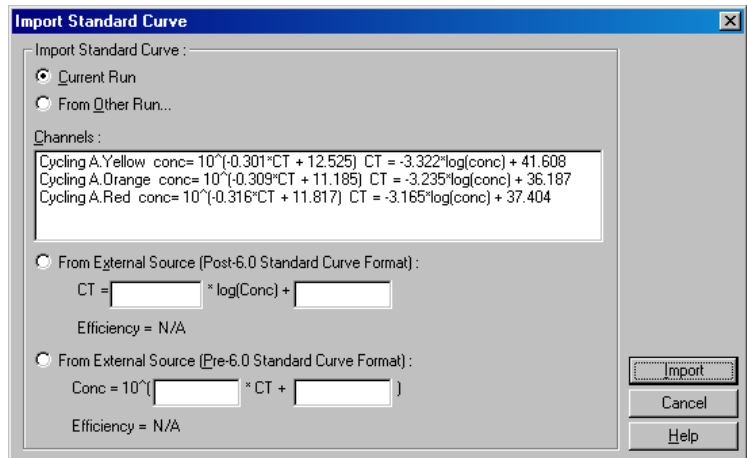 Import Standard Curve
Import Standard Curve :
Current Run
From Other Run...
Channels :
Cycling A.Yellow conc= 10^(-0.301*CT + 12.525) CT = -3.322*log(conc) + 41.608
Cycling A.Orange conc= 10^(-0.309*CT + 11.185) CT = -3.235*log(conc) + 36.187
Cycling A.Red conc= 10^(-0.316*CT + 11.817) CT = -3.165*log(conc) + 37.404
From External Source (Post-6.0 Standard Curve Format) :
CT = * log(Conc) +
Efficiency = N/A
From External Source (Pre-6.0 Standard Curve Format) :
Conc = 10^( * CT + )
Efficiency = N/A
Import
Cancel
Help